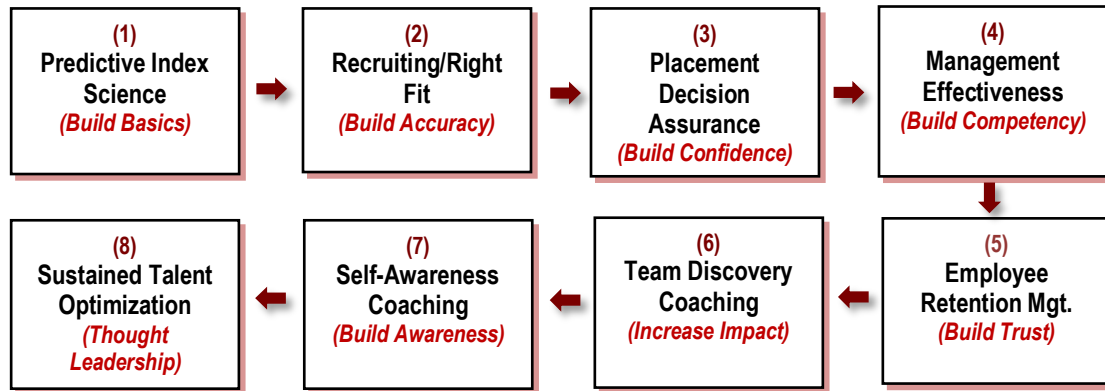 (1)
Predictive Index
Science
(Build Basics)
(2)
Recruiting/Right
Fit
(Build Accuracy)
(3)
Placement
Decision
Assurance
(Build Confidence)
(4)
Management
Effectiveness
(Build Competency)
(5)
Employee
Retention Mgt.
(Build Trust)
(6)
Team Discovery
Coaching
(Increase Impact)
(7)
Self-Awareness
Coaching
(Build Awareness)
(8)
Sustained Talent
Optimization
(Thought
Leadership)